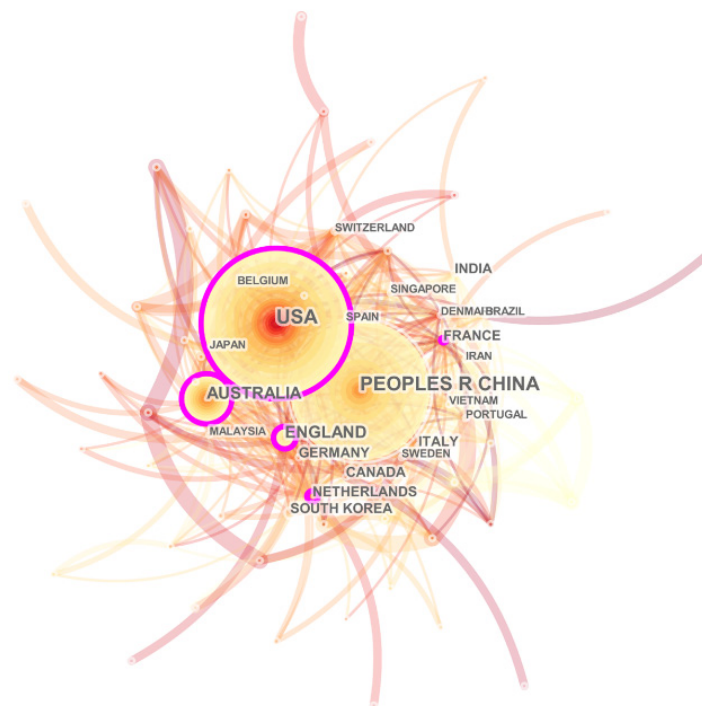 SWITZERLAND
INDIA
BELGIUM
SINGAPORE
USA
SPAIN
DENMAI
BRAZIL
FRANCE
JAPAN
IRAN
PEOPLES R CHINA
AUSTRALIA
VIETNAM
PORTUGAL
MALAYSIA
ENGLAND
ITALY
GERMANY
SWEDEN
CANADA
NETHERLANDS
SOUTH KOREA